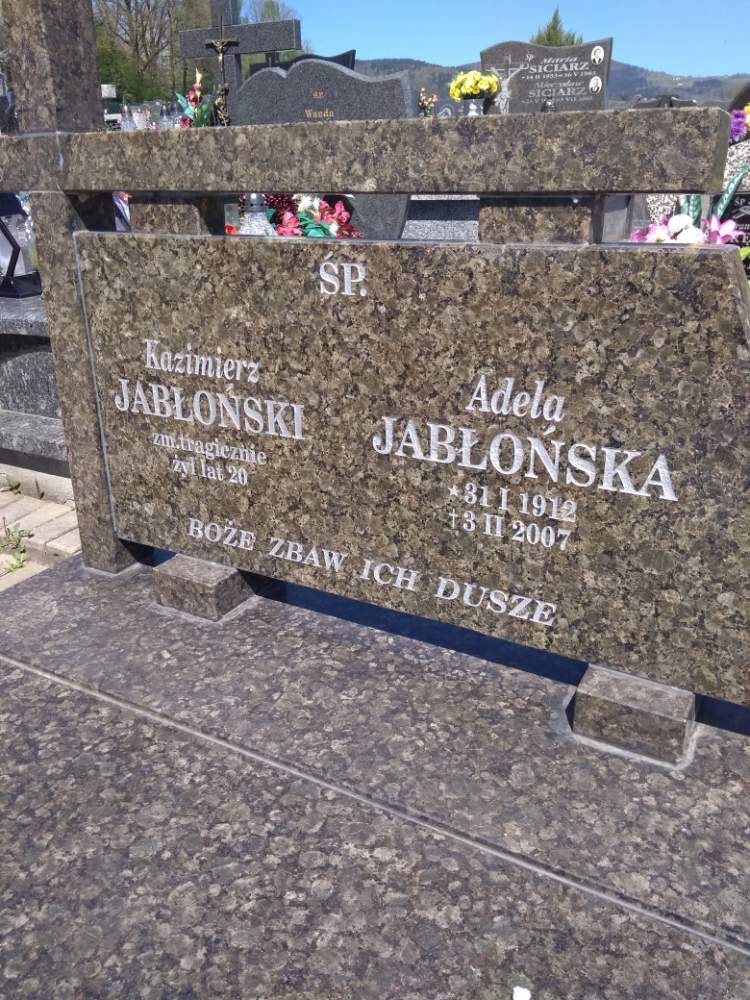 Wanda
Maria
SICIARZ
SICIARZ
ŚP.
Kazimierz
JABŁOŃSKI
zm.tragicznie
żył lat 20
Adela
JABŁOŃSKA
★31 I 1912
†3 II 2007
BOŻE ZBAW ICH DUSZE